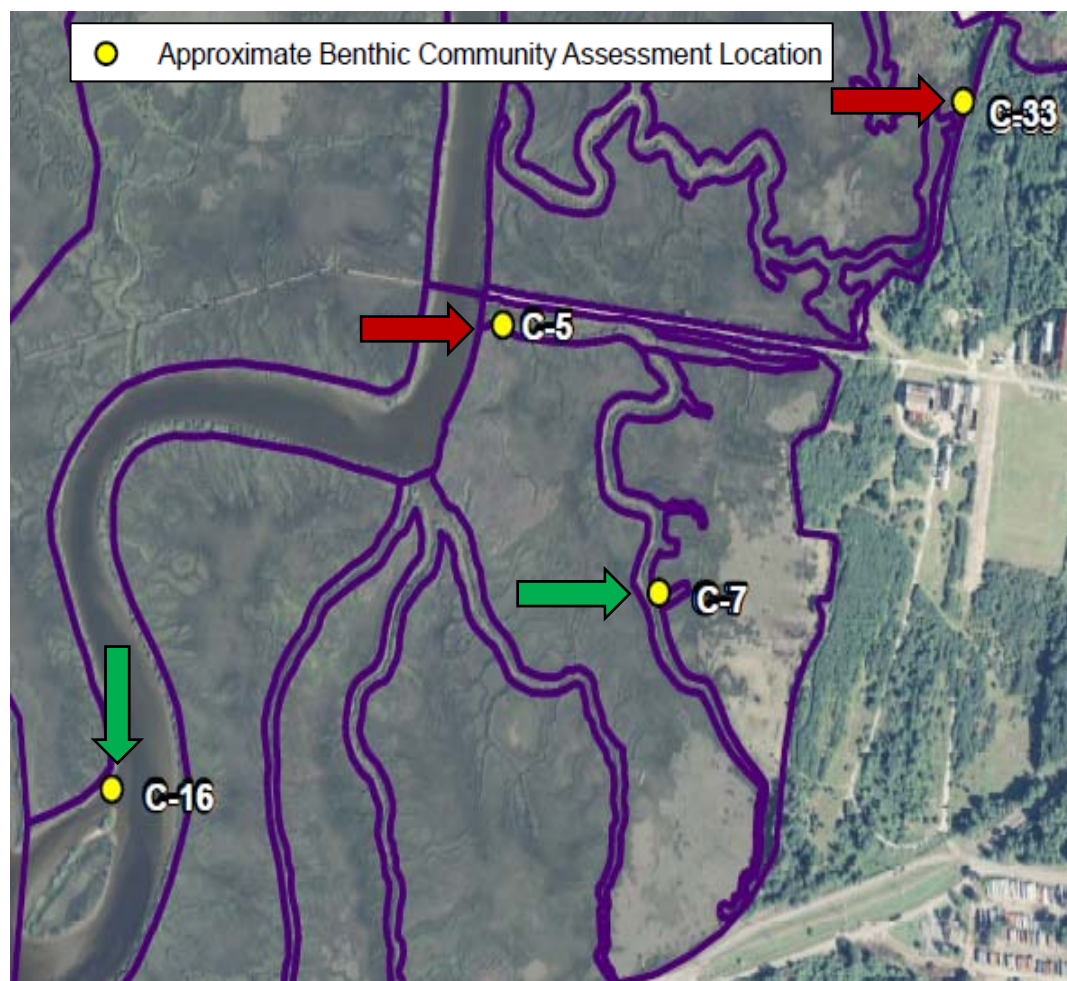 Approximate Benthic Community Assessment Location
C-33
C-5
C-7
C-16